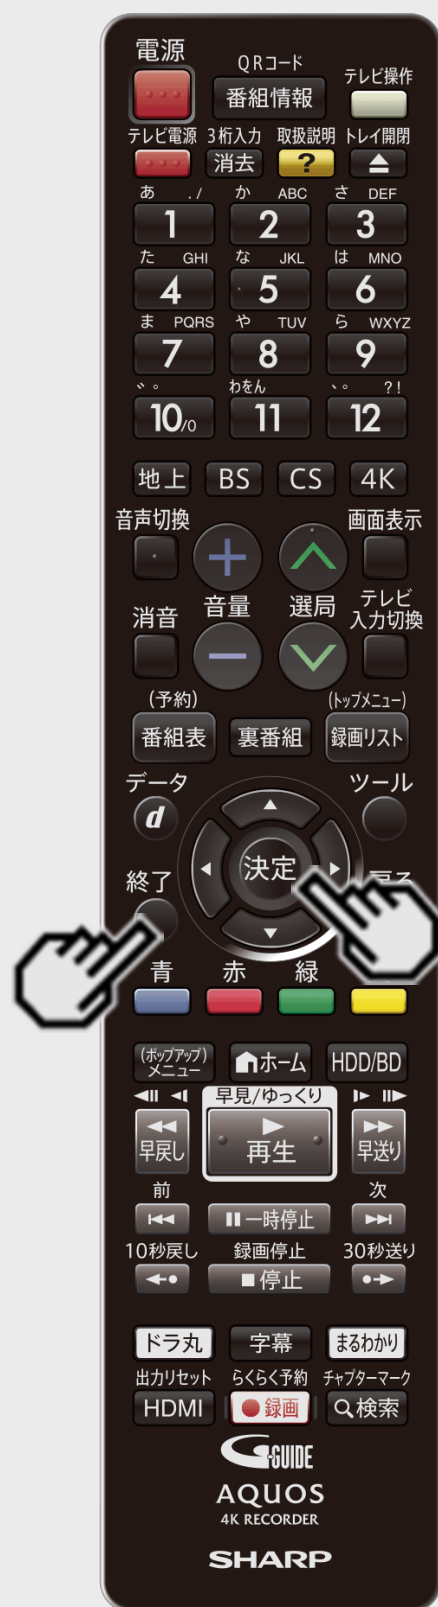 電源
QRコード
テレビ操作
番組情報
テレビ電源 3桁入力 取扱説明 トレイ開閉
消去 ?
あ ./ か ABC さ DEF
1 2 3
た GHI な JKL は MNO
4 5 6
ま PQRS や TUV ら WXYZ
7 8 9
゛゜ わをん 、。 ?!
10/0 11 12
地上 BS CS 4K
音声切換 画面表示
消音 音量 選局 テレビ
入力切換
(予約) (トップメニュー)
番組表 裏番組 録画リスト
データ ツール
d
決定
終了
青 赤 緑
(ポップアップ)
メニュー ホーム HDD/BD
早見/ゆっくり
早戻し 再生 早送り
前 次
一時停止
10秒戻し 録画停止 30秒送り
停止
ドラ丸 字幕 まるわかり
出力リセット らくらく予約 チャプターマーク
HDMI 録画 検索
G-GUIDE
AQUOS
4K RECORDER
SHARP